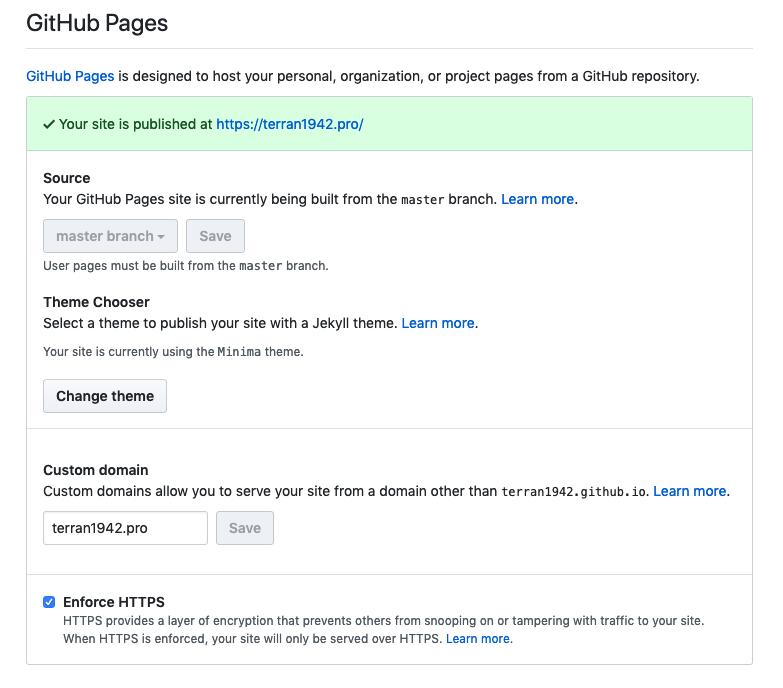 GitHub Pages
GitHub Pages is designed to host your personal, organization, or project pages from a GitHub repository.
✓ Your site is published at https://terran1942.pro/
Source
Your GitHub Pages site is currently being built from the master branch. Learn more.
master branch
Save
User pages must be built from the master branch.
Theme Chooser
Select a theme to publish your site with a Jekyll theme. Learn more.
Your site is currently using the Minima theme.
Change theme
Custom domain
Custom domains allow you to serve your site from a domain other than terran1942.github.io. Learn more.
terran1942.pro
Save
Enforce HTTPS
HTTPS provides a layer of encryption that prevents others from snooping on or tampering with traffic to your site.
When HTTPS is enforced, your site will only be served over HTTPS. Learn more.